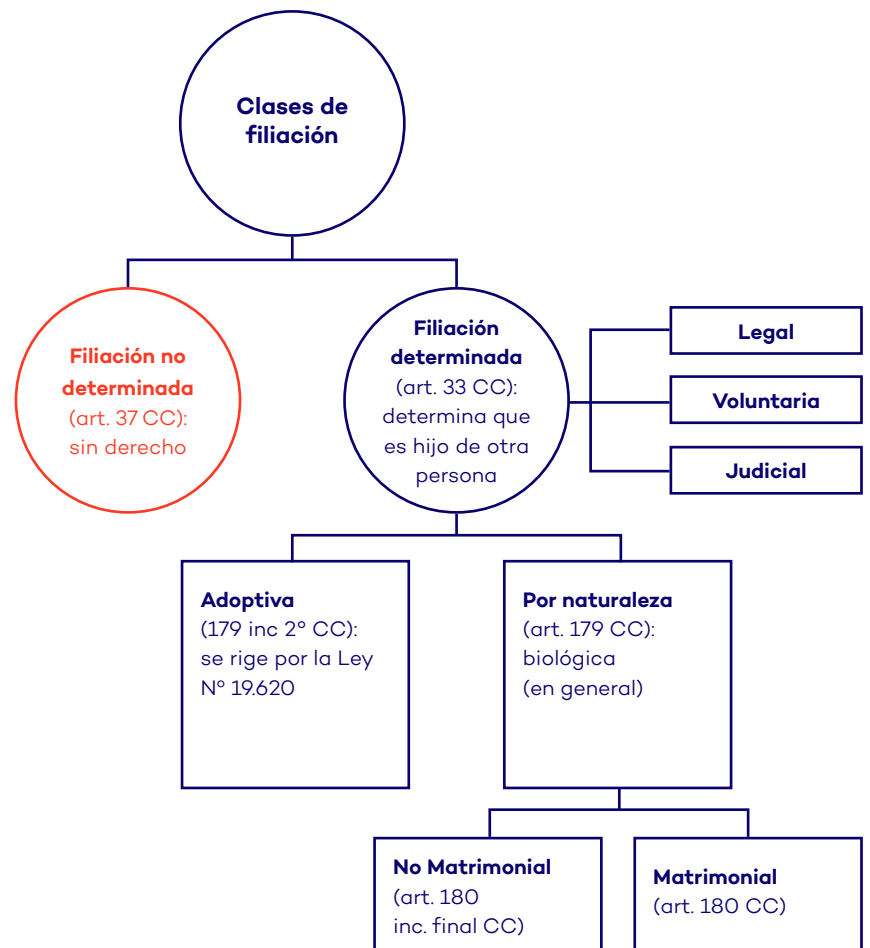 Clases de
filiación
Filiación no
determinada
(art. 37 CC):
sin derecho
Filiación
determinada
(art. 33 CC):
determina que
es hijo de otra
persona
Legal
Voluntaria
Judicial
Adoptiva
(179 inc 2° CC):
se rige por la Ley
N° 19.620
Por naturaleza
(art. 179 CC):
biológica
(en general)
No Matrimonial
(art. 180
inc. final CC)
Matrimonial
(art. 180 CC)